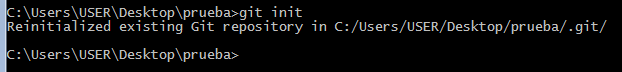 C:\Users\USER\Desktop\prueba>git init
Reinitialized existing Git repository in C:/Users/USER/Desktop/prueba/.git/
C:\Users\USER\Desktop\prueba>